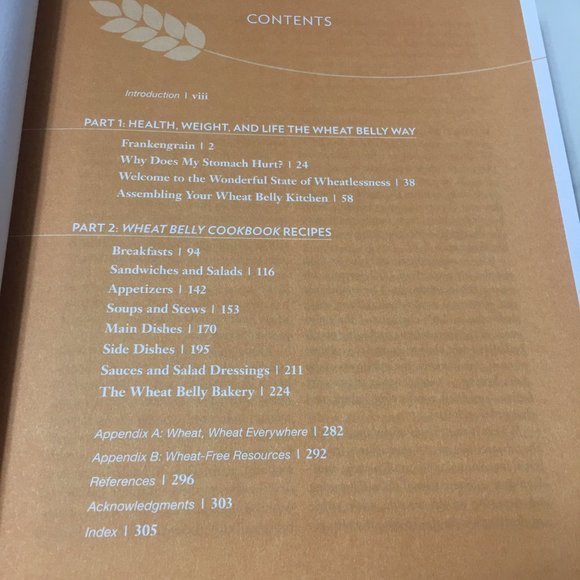 CONTENTS
Introduction | viii
PART 1: HEALTH, WEIGHT, AND LIFE THE WHEAT BELLY WAY
Frankengrain | 2
Why Does My Stomach Hurt? | 24
Welcome to the Wonderful State of Wheatlessness | 38
Assembling Your Wheat Belly Kitchen | 58
PART 2: WHEAT BELLY COOKBOOK RECIPES
Breakfasts | 94
Sandwiches and Salads | 116
Appetizers | 142
Soups and Stews | 153
Main Dishes | 170
Side Dishes | 195
Sauces and Salad Dressings | 211
The Wheat Belly Bakery | 224
Appendix A: Wheat, Wheat Everywhere | 282
Appendix B: Wheat-Free Resources | 292
References | 296
Acknowledgments | 303
Index | 305